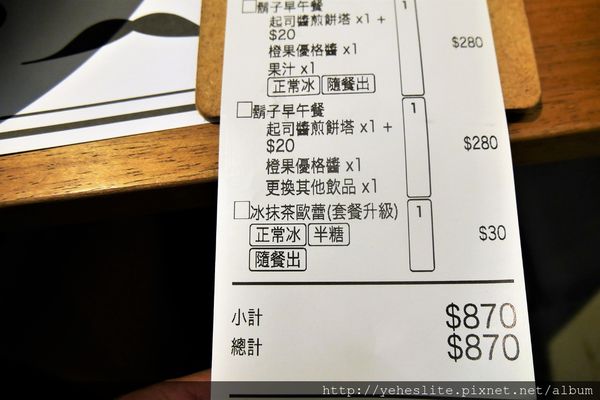 鬍子早午餐 1
起司醬煎餅塔 x1 +
$20 $280
橙果優格醬 x1
果汁 x1
正常冰 隨餐出
鬍子早午餐 1
起司醬煎餅塔 x1 +
$20 $280
橙果優格醬 x1
更換其他飲品 x1
冰抹茶歐蕾(套餐升級) 1
正常冰 半糖 $30
隨餐出
小計 $870
總計 $870
http://yeheslite.pixnet.net/album